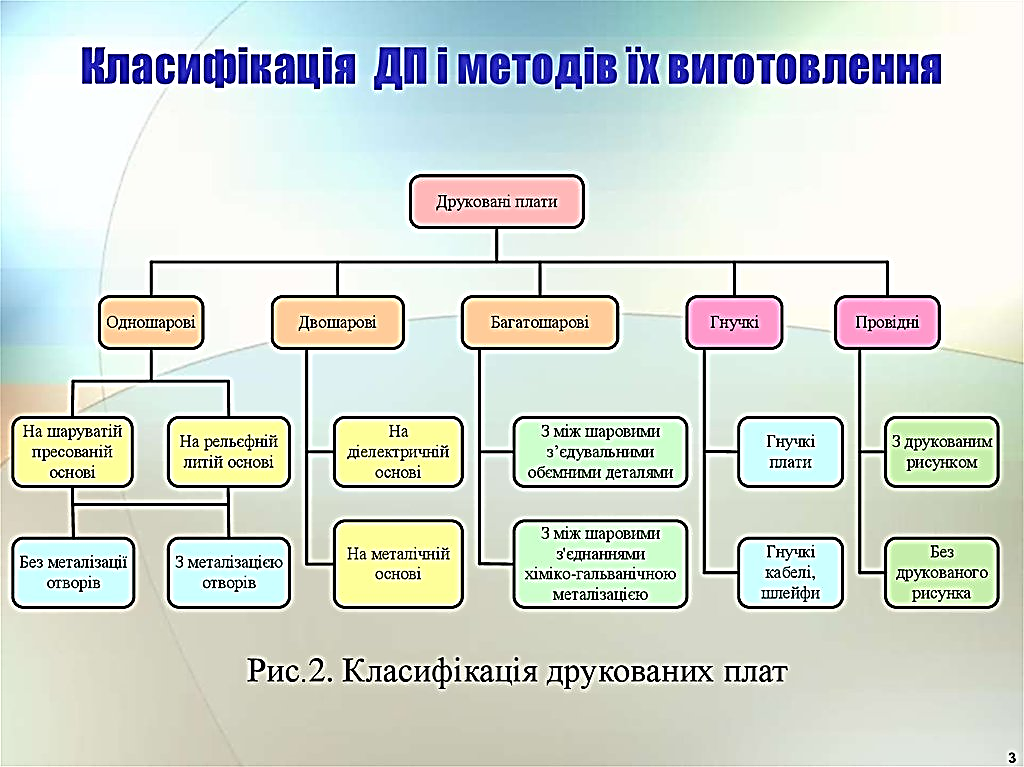 Класифікація ДП і методів їх виготовлення
Друковані плати
Одношарові
Двошарові
Багатошарові
Гнучкі
Провідні
На шаруватій
пресованій
основі
На рельєфній
литій основі
На
діелектричній
основі
З між шаровими
з’єдувальними
обємними деталями
Гнучкі
плати
З друкованим
рисунком
Без металізації
отворів
З металізацією
отворів
На металічній
основі
З між шаровими
з'єднаннями
хіміко-гальванічною
металізацією
Гнучкі
кабелі,
шлейфи
Без
друкованого
рисунка
Рис.2. Класифікація друкованих плат
3